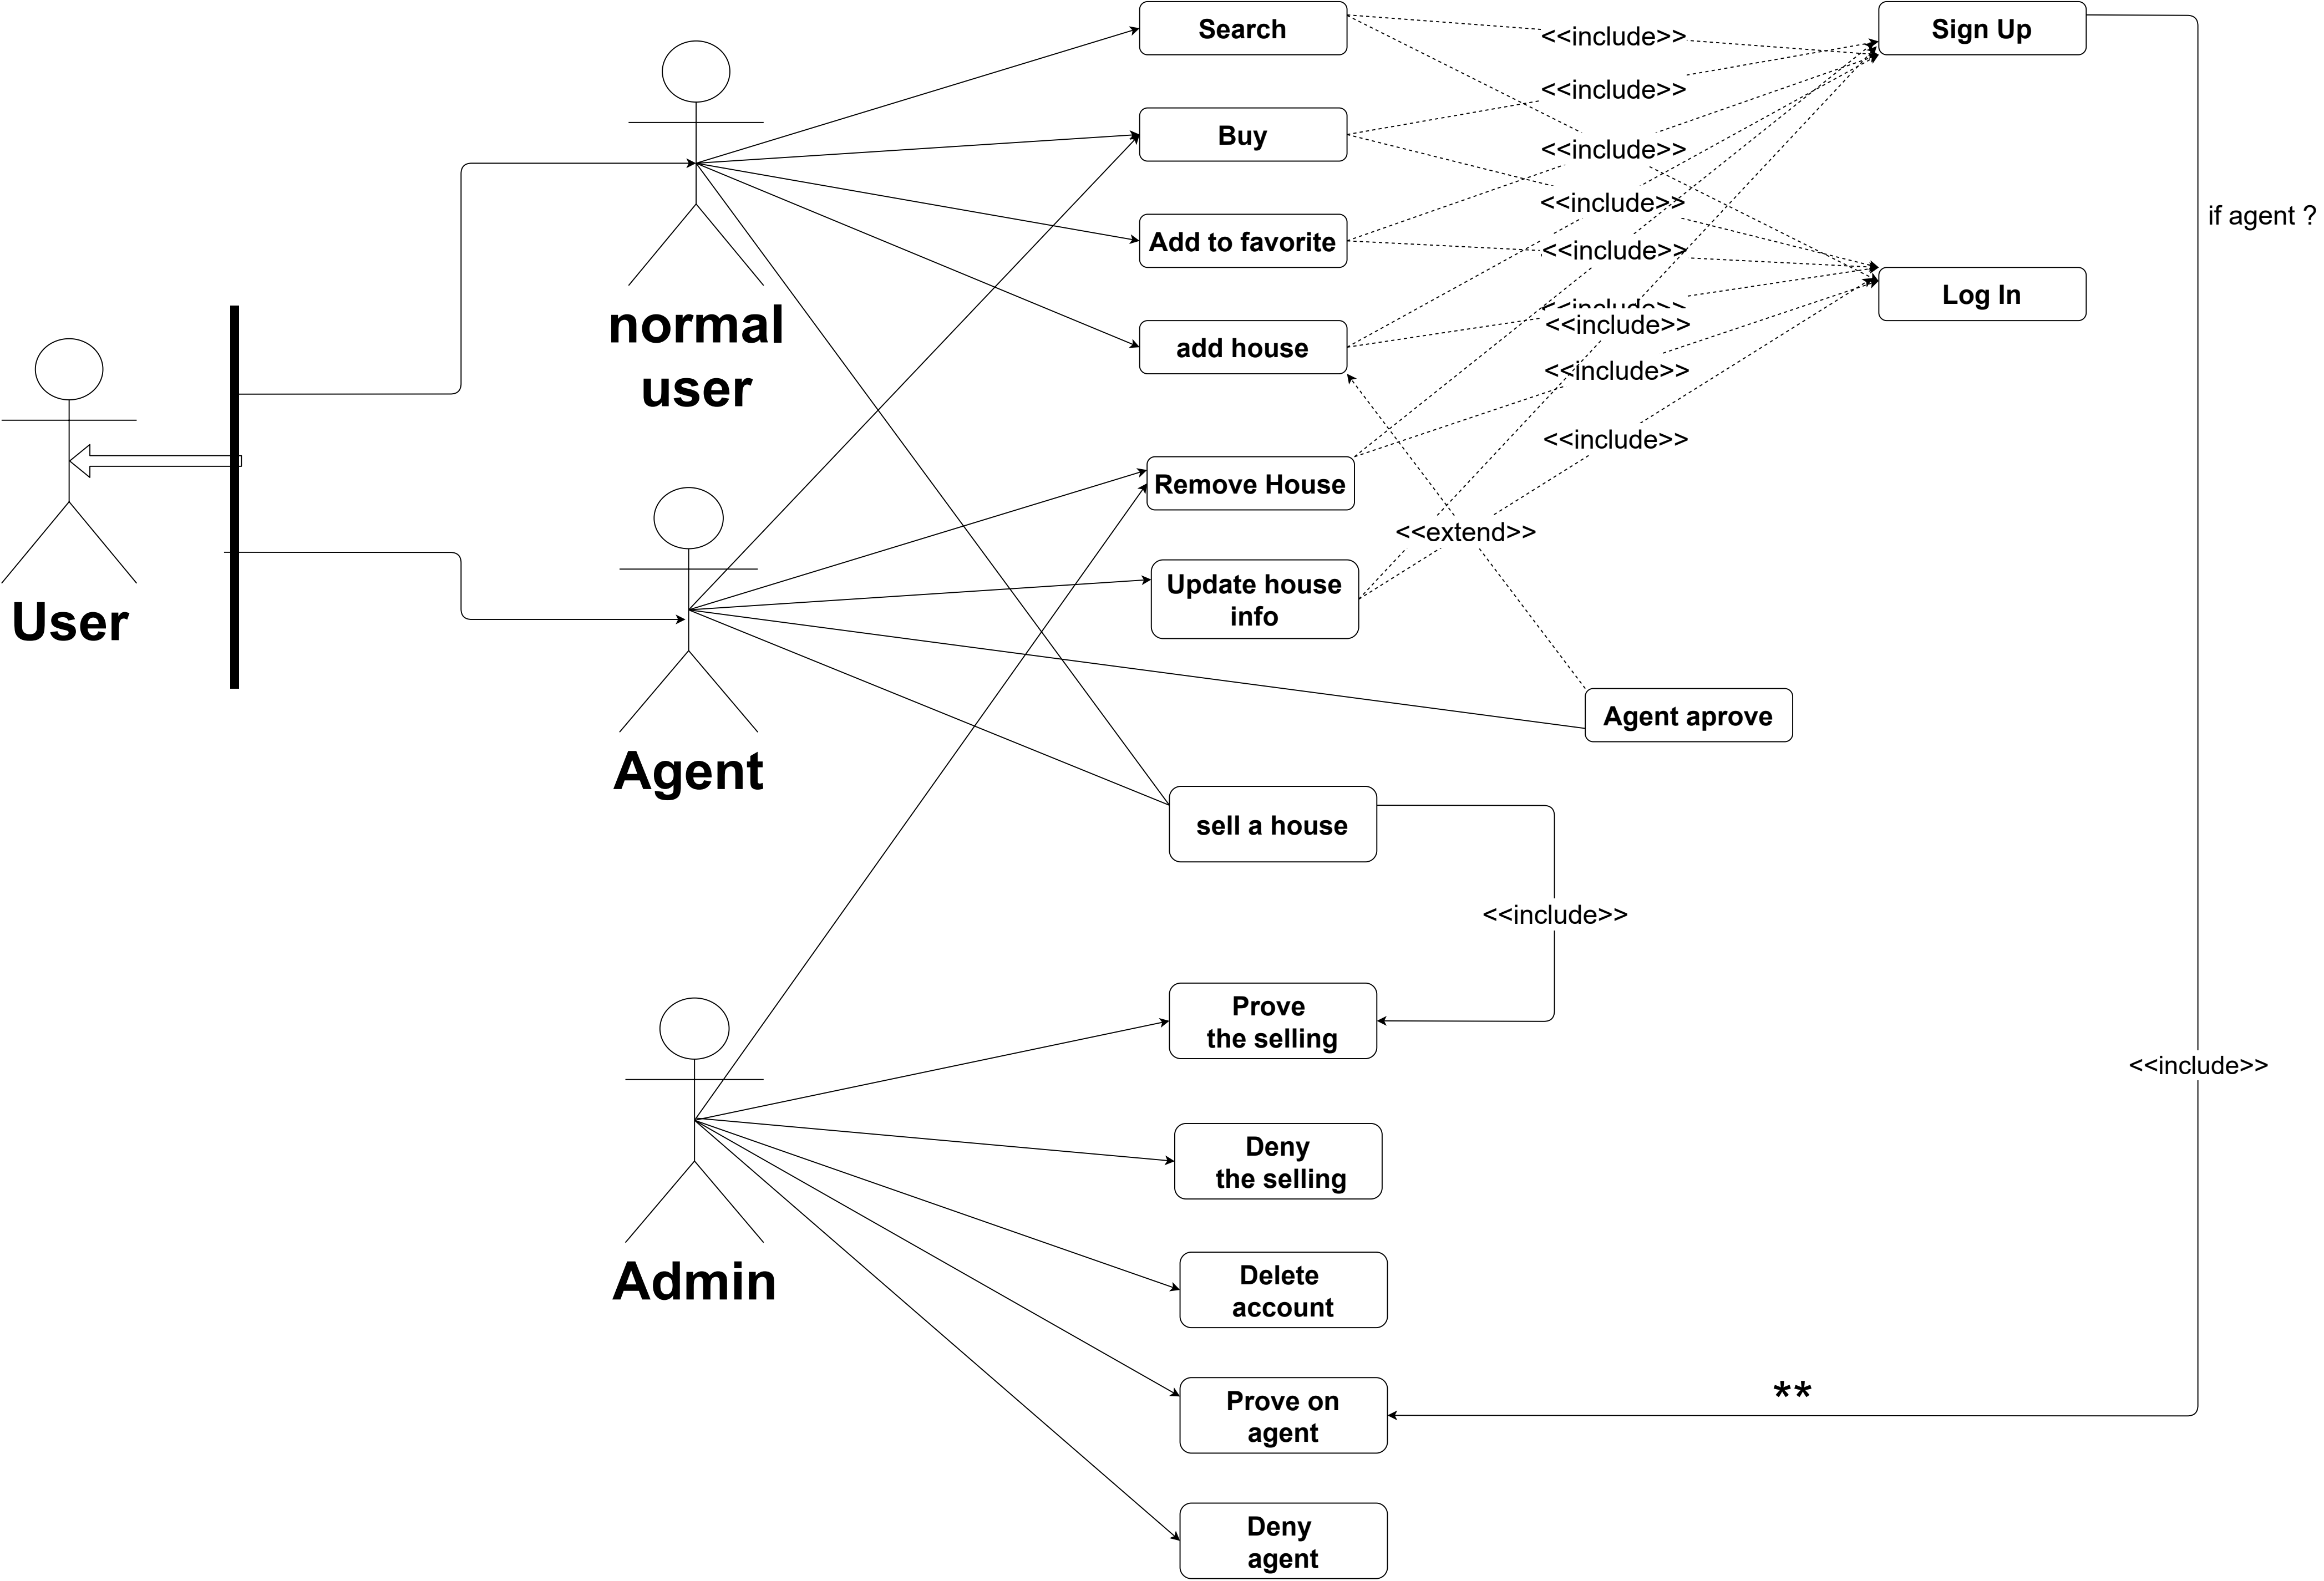 Search
<<include>>
Sign Up
<<include>>
Buy
<<include>>
<<include>>
if agent ?
Add to favorite
<<include>>
Log In
<<include>>
<<include>>
normal
user
add house
<<include>>
<<include>>
Remove House
<<extend>>
Update house
info
User
Agent aprove
Agent
sell a house
<<include>>
Prove
the selling
<<include>>
Deny
the selling
Admin
Delete
account
**
Prove on
agent
Deny
agent